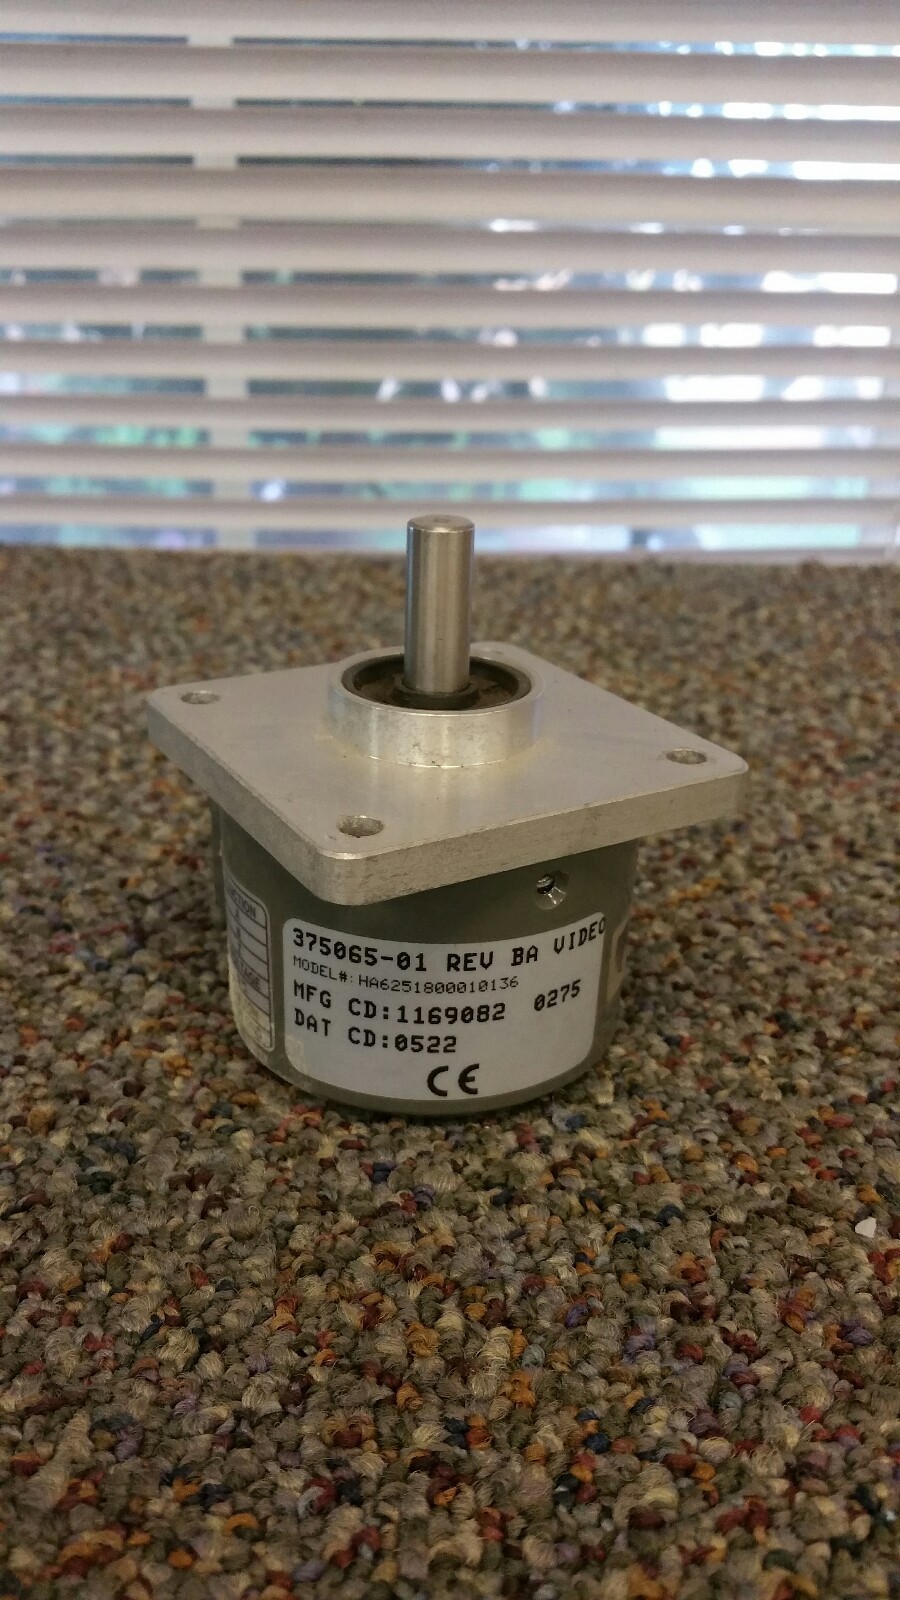 375065-01 REV BA VIDEO
MODEL#: HA6251800010136
MFG CD:1169082 0275
DAT CD:0522
CE